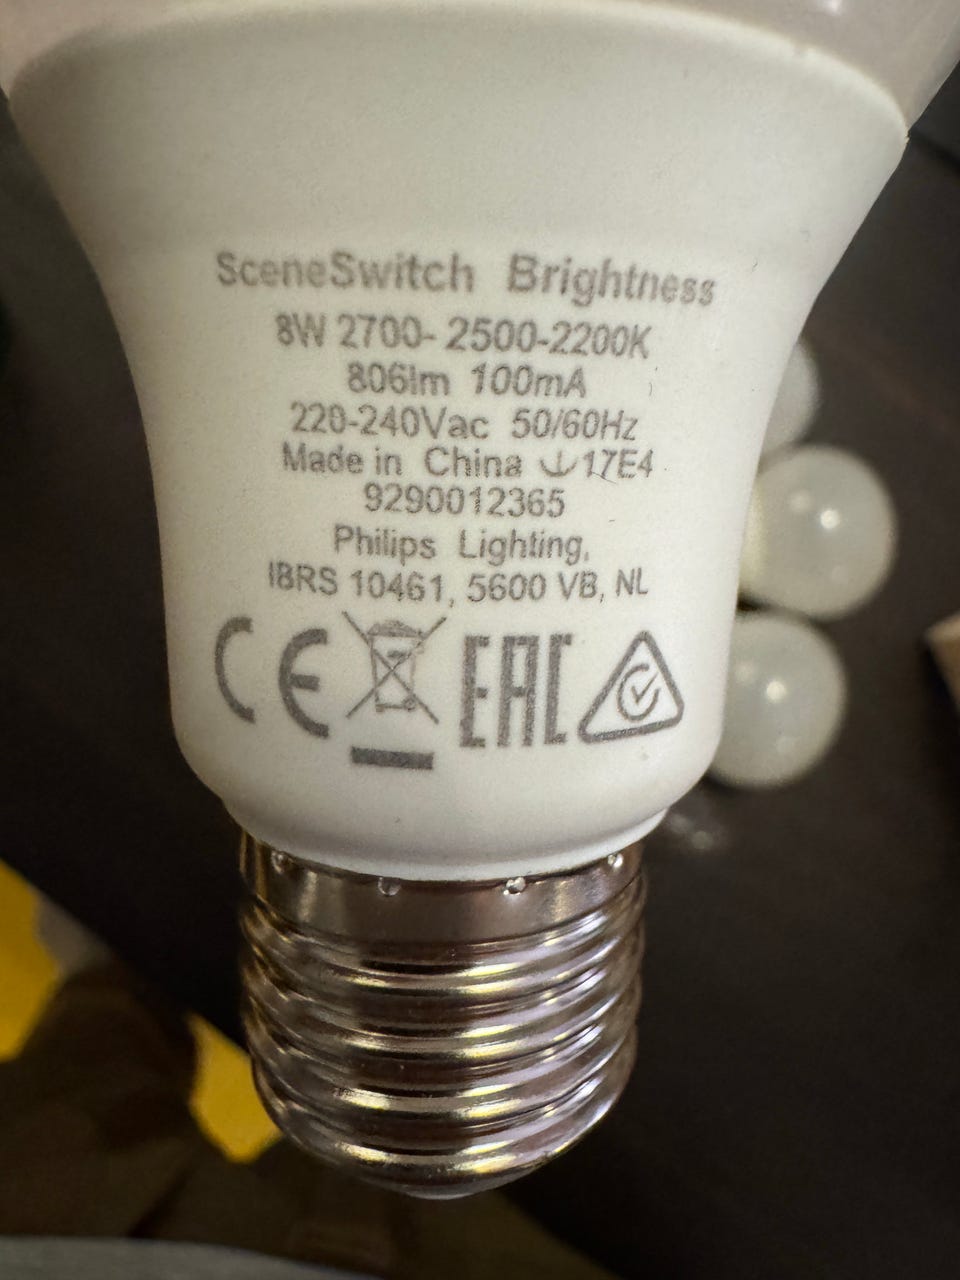 SceneSwitch Brightness
8W 2700- 2500-2200K
806lm 100mA
220-240Vac 50/60Hz
Made in China 17E4
9290012365
Philips Lighting,
IBRS 10461, 5600 VB, NL
CE EAC